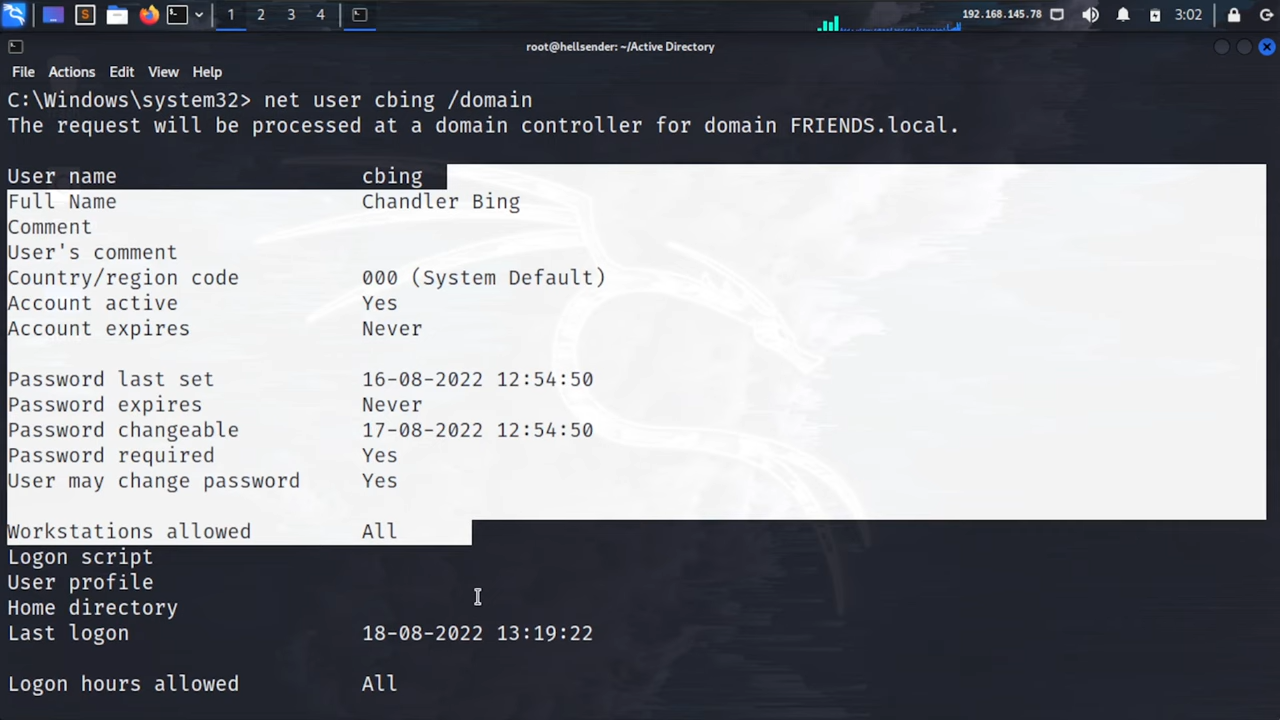 1 2 3 4 192.168.145.78 3:02
root@hellsender: ~/Active Directory
File Actions Edit View Help
C:\Windows\system32> net user cbing /domain
The request will be processed at a domain controller for domain FRIENDS.local.
User name cbing
Full Name Chandler Bing
Comment
User's comment
Country/region code 000 (System Default)
Account active Yes
Account expires Never
Password last set 16-08-2022 12:54:50
Password expires Never
Password changeable 17-08-2022 12:54:50
Password required Yes
User may change password Yes
Workstations allowed All
Logon script
User profile
Home directory
Last logon 18-08-2022 13:19:22
Logon hours allowed All